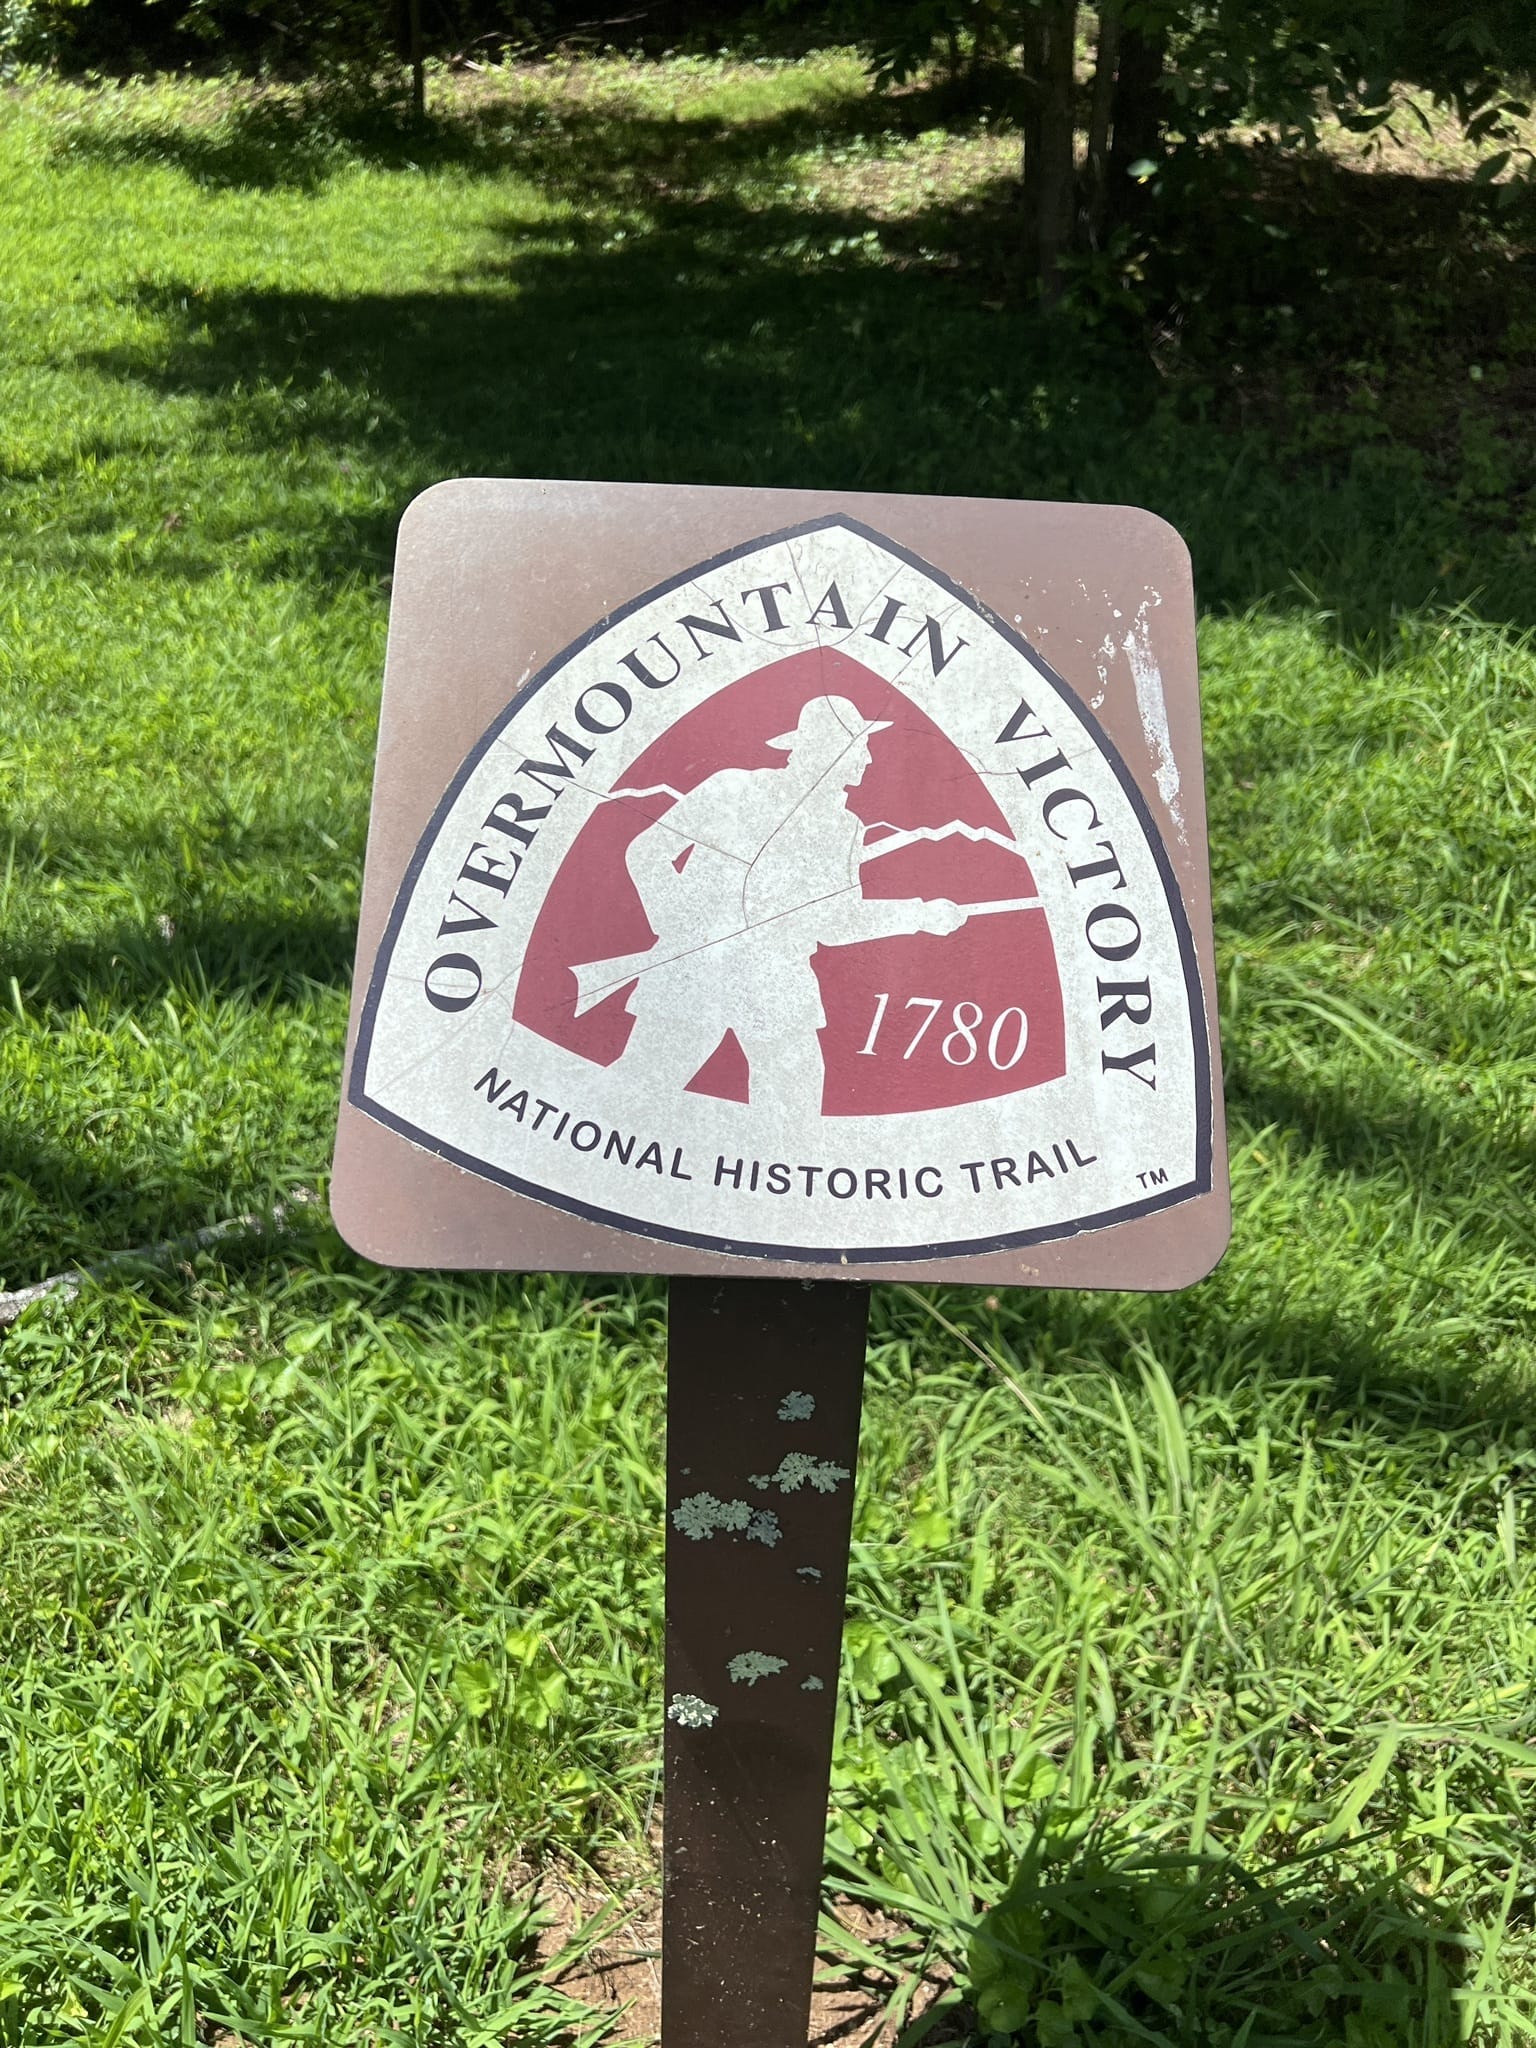 OVERMOUNTAIN VICTORY
1780
NATIONAL HISTORIC TRAIL
TM